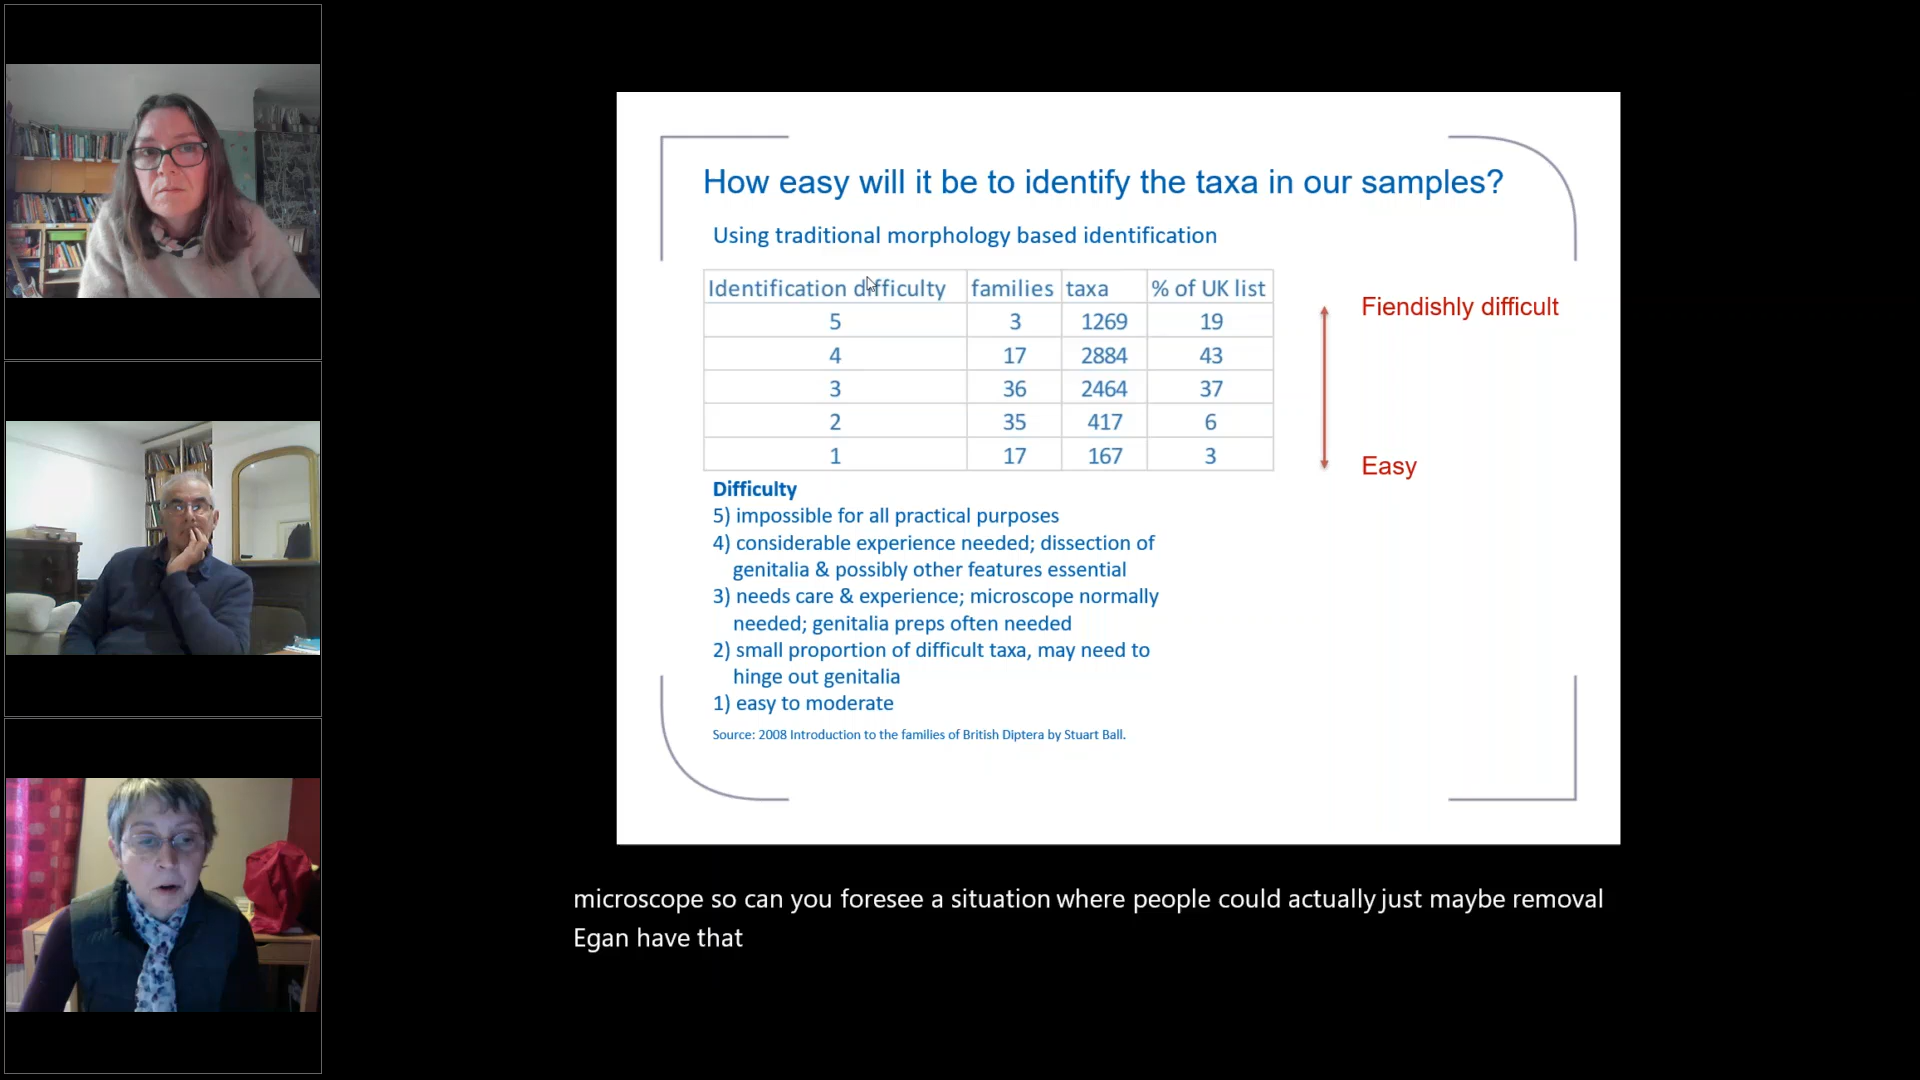 How easy will it be to identify the taxa in our samples?
Using traditional morphology based identification
Identification difficulty families taxa % of UK list
5 3 1269 19
4 17 2884 43
3 36 2464 37
2 35 417 6
1 17 167 3
Fiendishly difficult
Easy
Difficulty
5) impossible for all practical purposes
4) considerable experience needed; dissection of
genitalia & possibly other features essential
3) needs care & experience; microscope normally
needed; genitalia preps often needed
2) small proportion of difficult taxa, may need to
hinge out genitalia
1) easy to moderate
Source: 2008 Introduction to the families of British Diptera by Stuart Ball.
microscope so can you foresee a situation where people could actually just maybe removal
Egan have that